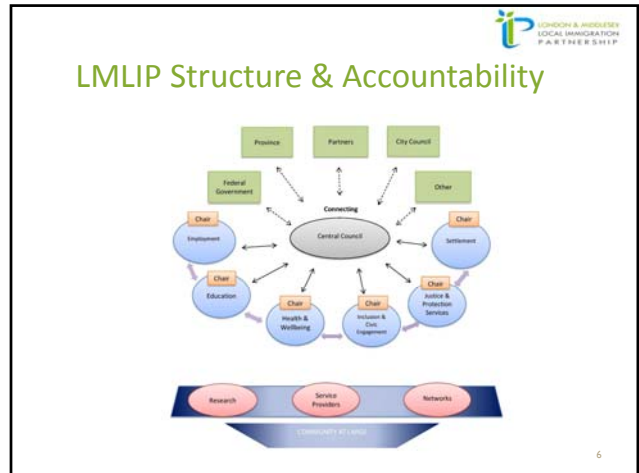 LONDON & MIDDLESEX
LOCAL IMMIGRATION
PARTNERSHIP
LMLIP Structure & Accountability
Province
Partners
City Council
Federal
Government
Other
Connecting
Central Council
Chair
Employment
Chair
Settlement
Chair
Education
Chair
Justice &
Protection
Services
Chair
Health &
Wellbeing
Chair
Inclusion &
Civic
Engagement
Research
Service
Providers
Networks
COMMUNITY AT LARGE
6